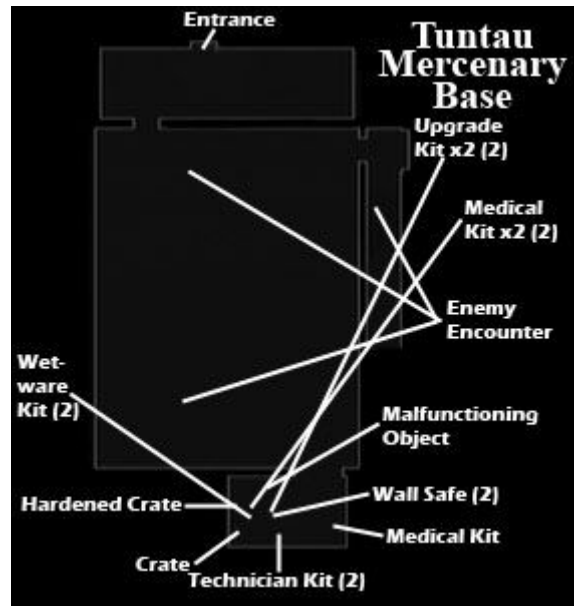 Entrance
Tuntau
Mercenary
Base
Upgrade
Kit x2 (2)
Medical
Kit x2 (2)
Enemy
Encounter
Wet-
ware
Kit (2)
Malfunctioning
Object
Hardened Crate
Wall Safe (2)
Medical Kit
Crate
Technician Kit (2)